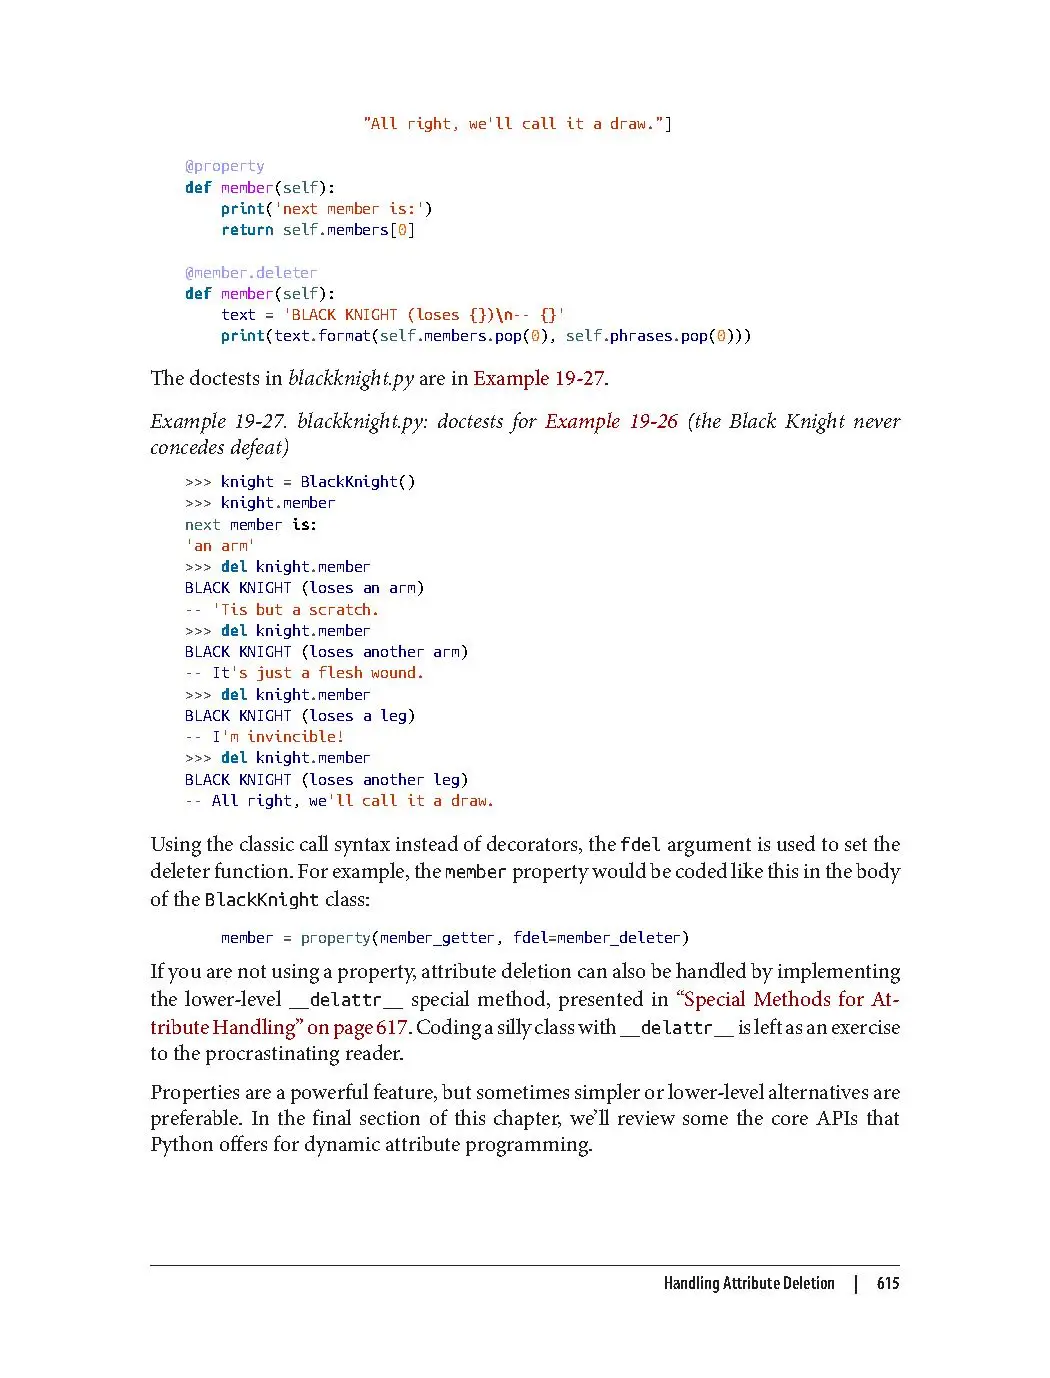 "All right, we'll call it a draw."]
@property
def member(self):
print('next member is:')
return self.members[0]
@member.deleter
def member(self):
text = 'BLACK KNIGHT (loses {})\n-- {}'
print(text.format(self.members.pop(0), self.phrases.pop(0)))
The doctests in blackknight.py are in Example 19-27.
Example 19-27. blackknight.py: doctests for Example 19-26 (the Black Knight never
concedes defeat)
>>> knight = BlackKnight()
>>> knight.member
next member is:
'an arm'
>>> del knight.member
BLACK KNIGHT (loses an arm)
-- 'Tis but a scratch.
>>> del knight.member
BLACK KNIGHT (loses another arm)
-- It's just a flesh wound.
>>> del knight.member
BLACK KNIGHT (loses a leg)
-- I'm invincible!
>>> del knight.member
BLACK KNIGHT (loses another leg)
-- All right, we'll call it a draw.
Using the classic call syntax instead of decorators, the fdel argument is used to set the
deleter function. For example, the member property would be coded like this in the body
of the BlackKnight class:
member = property(member_getter, fdel=member_deleter)
If you are not using a property, attribute deletion can also be handled by implementing
the lower-level __delattr__ special method, presented in “Special Methods for At-
tribute Handling” on page 617. Coding a silly class with __delattr__ is left as an exercise
to the procrastinating reader.
Properties are a powerful feature, but sometimes simpler or lower-level alternatives are
preferable. In the final section of this chapter, we’ll review some the core APIs that
Python offers for dynamic attribute programming.
Handling Attribute Deletion | 615